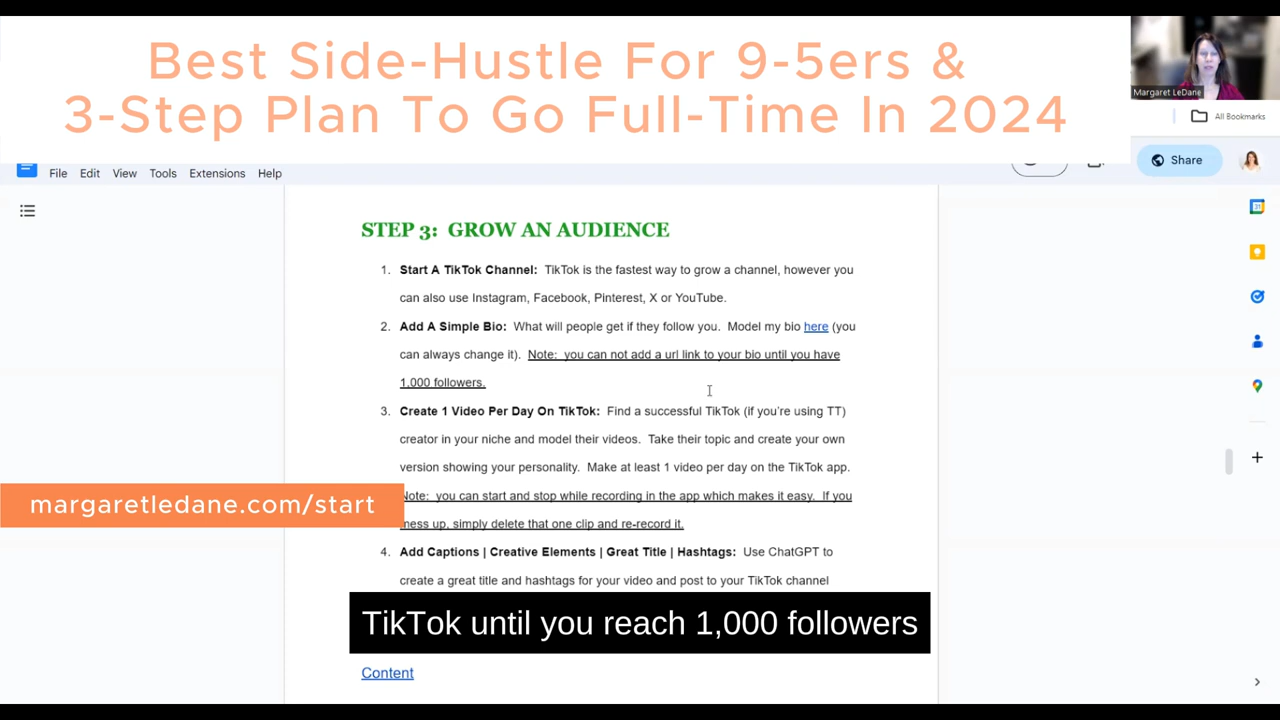 Best Side-Hustle For 9-5ers &
3-Step Plan To Go Full-Time In 2024
Margaret LeDane
All Bookmarks
File Edit View Tools Extensions Help
Share
31
STEP 3: GROW AN AUDIENCE
1. Start A TikTok Channel: TikTok is the fastest way to grow a channel, however you
can also use Instagram, Facebook, Pinterest, X or YouTube.
2. Add A Simple Bio: What will people get if they follow you. Model my bio here (you
can always change it). Note: you can not add a url link to your bio until you have
1,000 followers.
3. Create 1 Video Per Day On TikTok: Find a successful TikTok (if you're using TT)
creator in your niche and model their videos. Take their topic and create your own
version showing your personality. Make at least 1 video per day on the TikTok app.
Note: you can start and stop while recording in the app which makes it easy. If you
margaretledane.com/start
mess up, simply delete that one clip and re-record it.
4. Add Captions | Creative Elements | Great Title | Hashtags: Use ChatGPT to
create a great title and hashtags for your video and post to your TikTok channel
TikTok until you reach 1,000 followers
Content